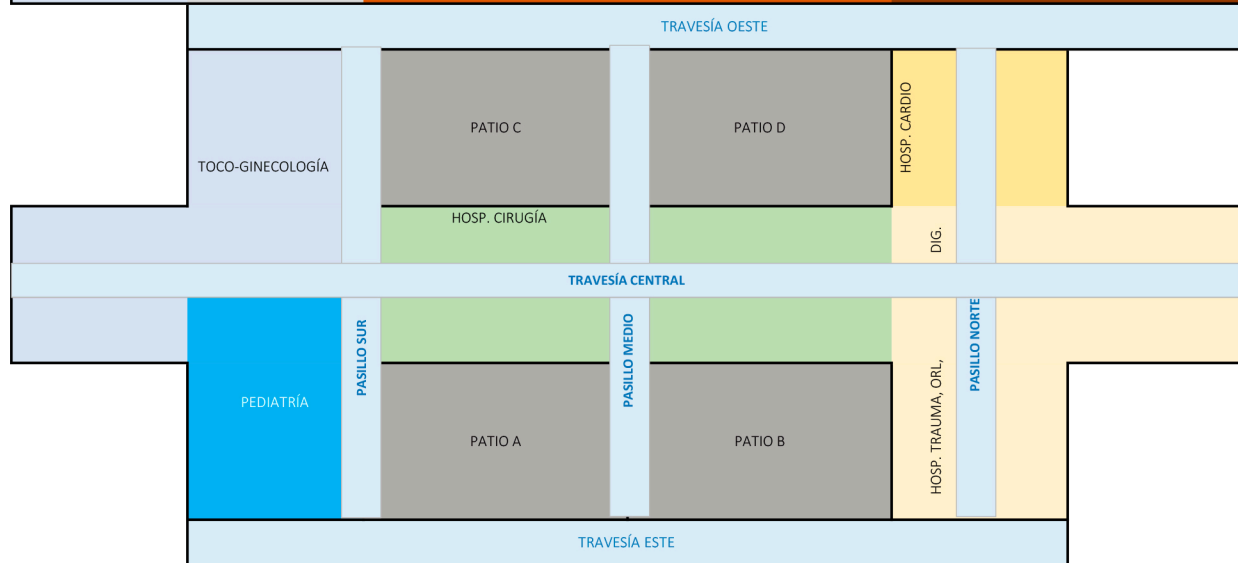 TRAVESÍA OESTE
PATIO C
PATIO D
HOSP. CARDIO
TOCO-GINECOLOGÍA
HOSP. CIRUGÍA
DIG.
TRAVESÍA CENTRAL
PASILLO SUR
PASILLO MEDIO
PASILLO NORTE
PEDIATRÍA
HOSP. TRAUMA, ORL,
PATIO A
PATIO B
TRAVESÍA ESTE